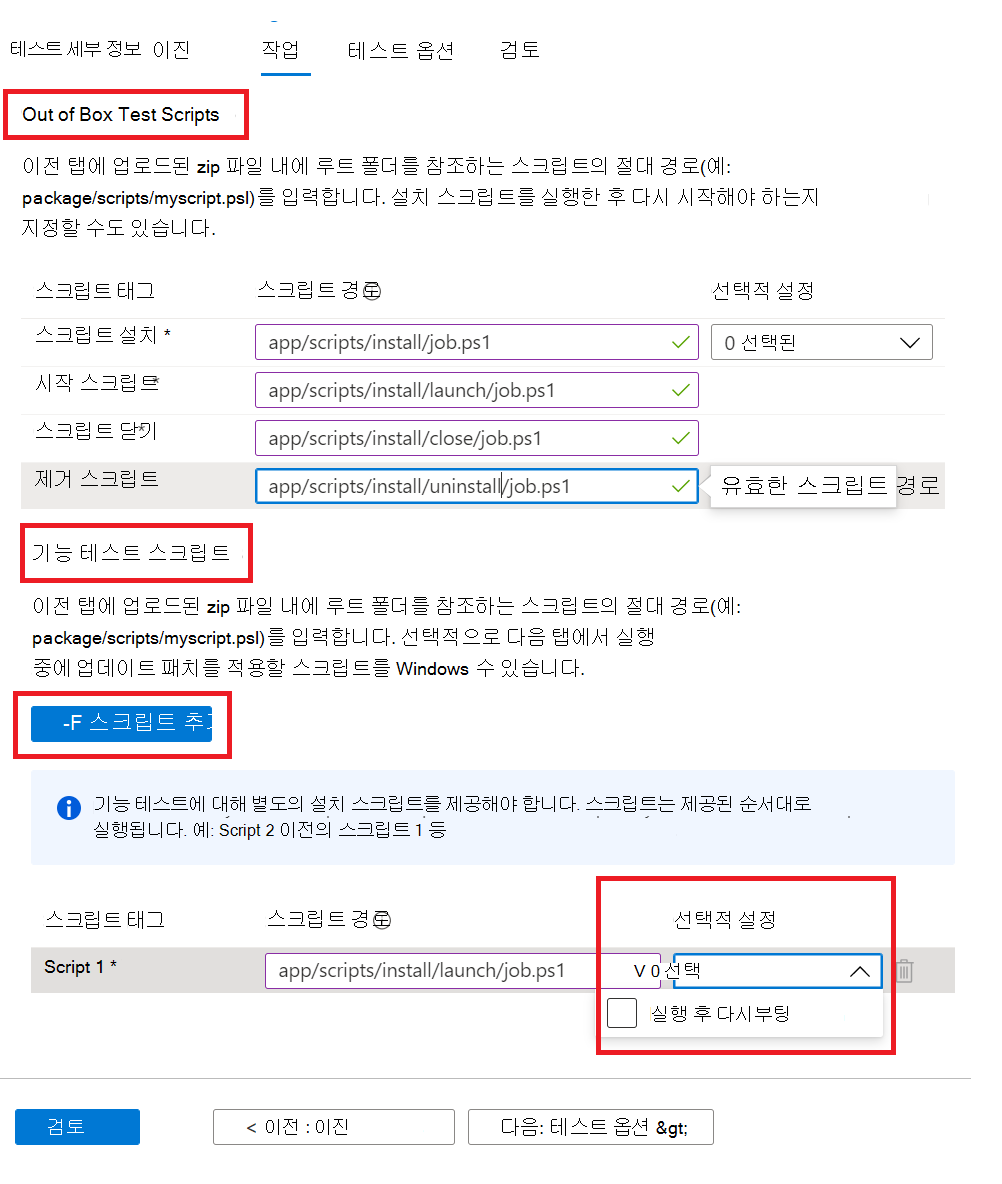 테스트 세부 정보 이진 작업 테스트 옵션 검토
Out of Box Test Scripts
이전 탭에 업로드된 zip 파일 내에 루트 폴더를 참조하는 스크립트의 절대 경로(예:
package/scripts/myscript.psl)를 입력합니다. 설치 스크립트를 실행한 후 다시 시작해야 하는지
지정할 수도 있습니다.
스크립트 태그 스크립트 경로 선택적 설정
스크립트 설치 * app/scripts/install/job.ps1 0 선택된
시작 스크립트* app/scripts/install/launch/job.ps1
스크립트 닫기* app/scripts/install/close/job.ps1
제거 스크립트 app/scripts/install/uninstall/job.ps1 유효한 스크립트 경로
기능 테스트 스크립트
이전 탭에 업로드된 zip 파일 내에 루트 폴더를 참조하는 스크립트의 절대 경로(예:
package/scripts/myscript.psl)를 입력합니다. 선택적으로 다음 탭에서 실행
중에 업데이트 패치를 적용할 스크립트를 Windows 수 있습니다.
-F 스크립트
기능 테스트에 대해 별도의 설치 스크립트를 제공해야 합니다. 스크립트는 제공된 순서대로
실행됩니다. 예: Script 2 이전의 스크립트 1 등
스크립트 태그 스크립트 경로 선택적 설정
Script 1 * app/scripts/install/launch/job.ps1 V 0 선택
실행 후 다시부팅
검토 < 이전 : 이진 다음: 테스트 옵션 &gt;